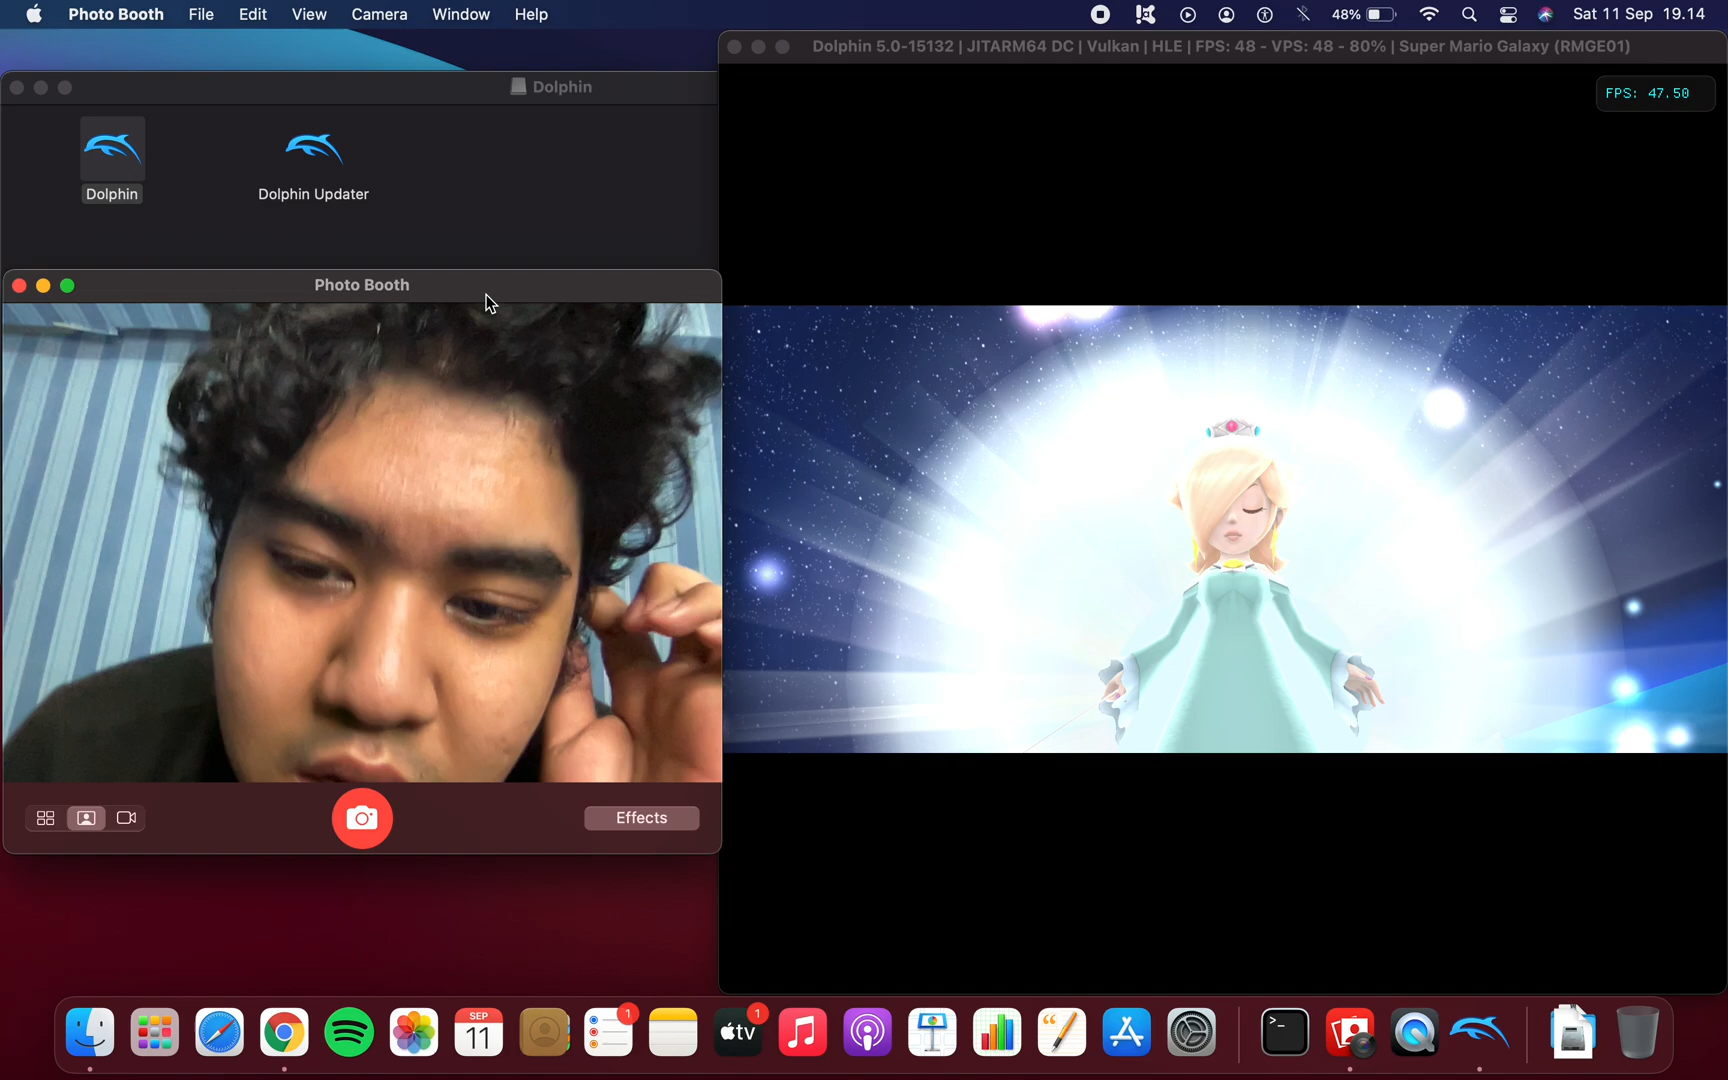 Photo Booth File Edit View Camera Window Help 48% Sat 11 Sep 19.14
Dolphin 5.0-15132 | JITARM64 DC | Vulkan | HLE | FPS: 48 - VPS: 48 - 80% | Super Mario Galaxy (RMGE01)
Dolphin
FPS: 47.50
Dolphin
Dolphin Updater
Photo Booth
Effects
1
1
SEP
11
tv
>_